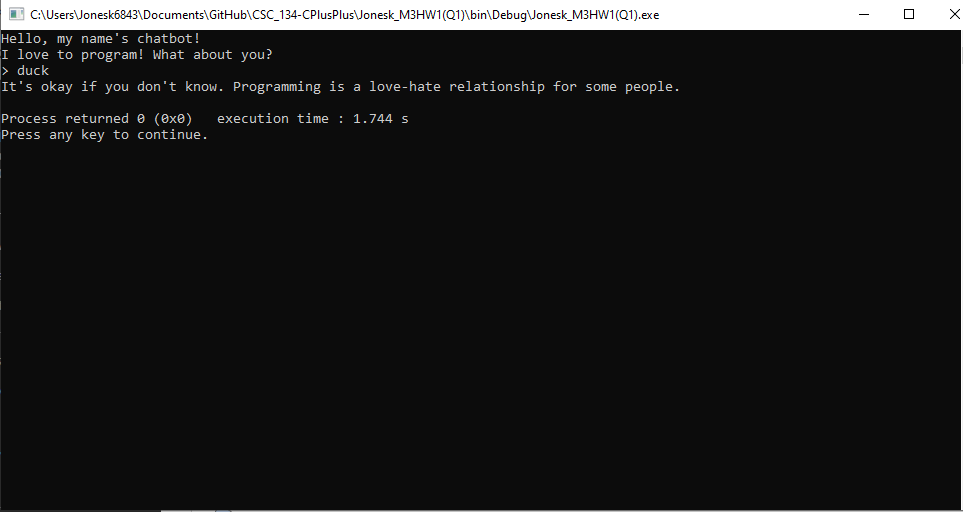 C:\Users\Jonesk6843\Documents\GitHub\CSC_134-CPlusPlus\Jonesk_M3HW1(Q1)\bin\Debug\Jonesk_M3HW1(Q1).exe
Hello, my name's chatbot!
I love to program! What about you?
> duck
It's okay if you don't know. Programming is a love-hate relationship for some people.
Process returned 0 (0x0)   execution time : 1.744 s
Press any key to continue.